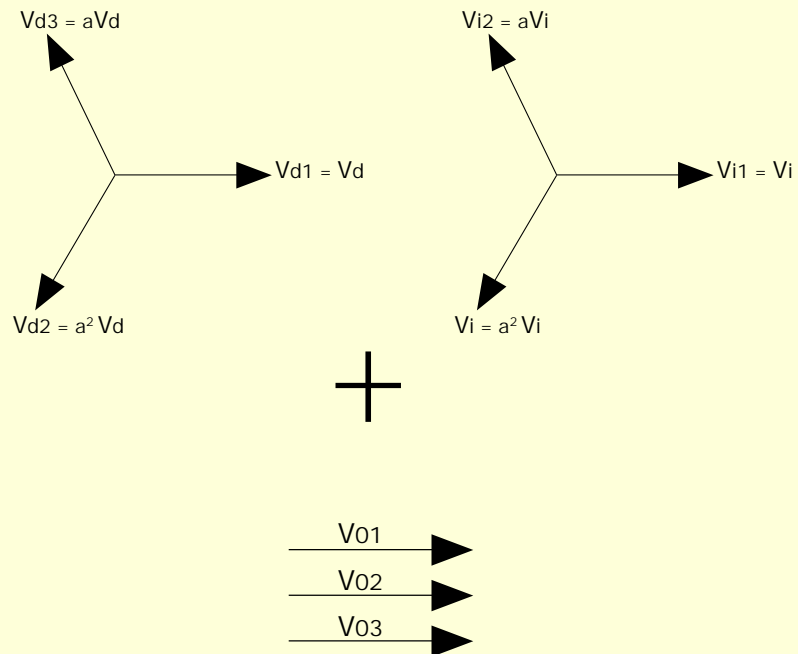 Vd3 = aVd
Vi2 = aVi
Vd1 = Vd
Vi1 = Vi
Vd2 = a² Vd
Vi = a² Vi
+
V01
V02
V03